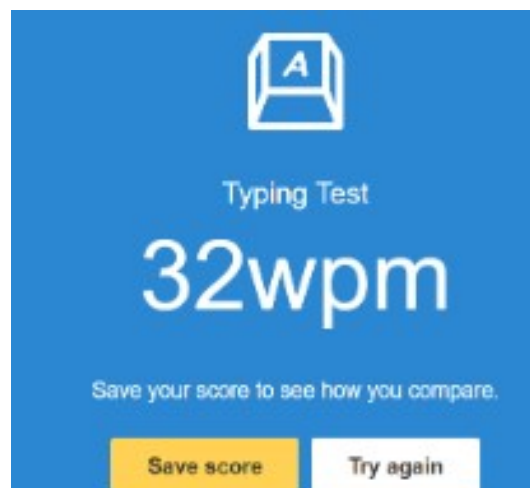 A
Typing Test
32wpm
Save your score to see how you compare.
Save score
Try again